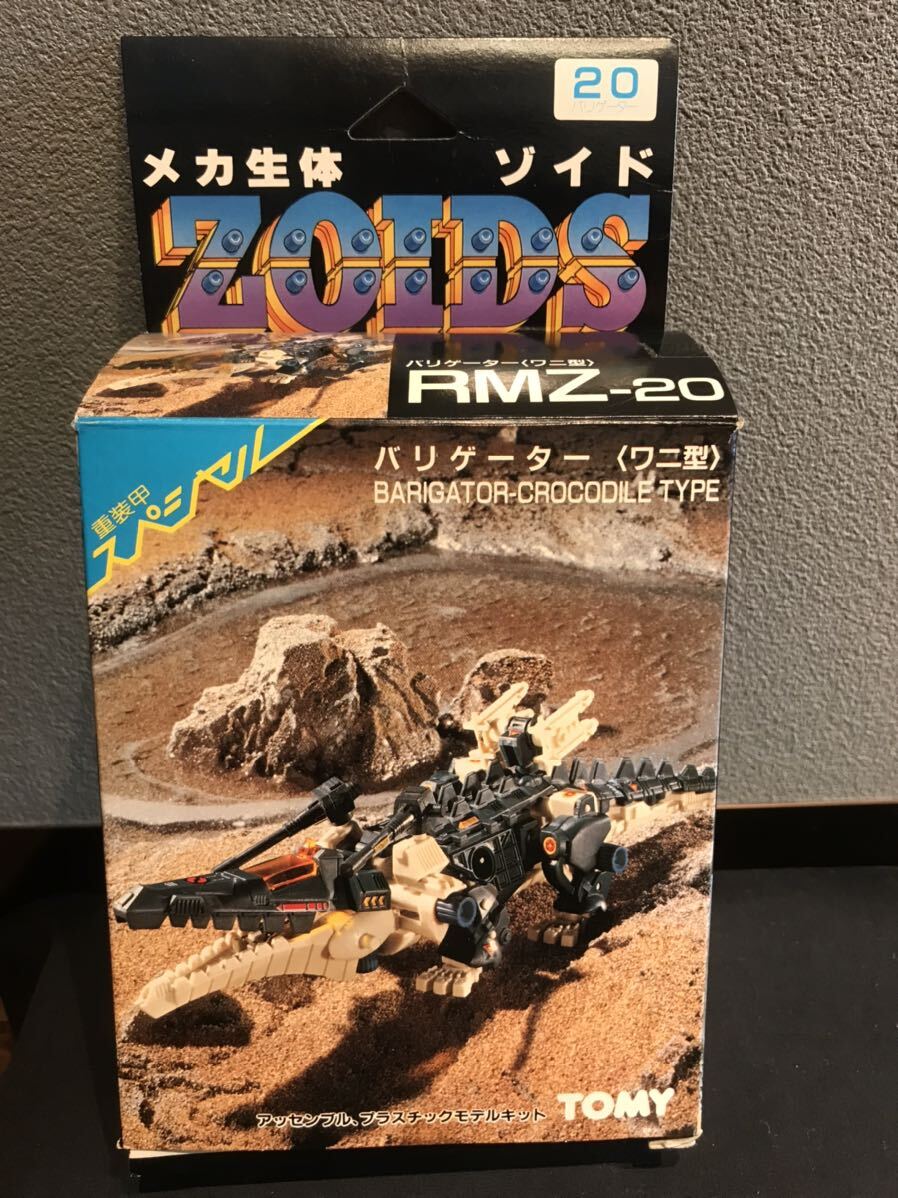 20
バリゲーター
メカ生体 ゾイド
ZOIDS
バリゲーター〈ワニ型〉
RMZ-20
重装甲
スペシャル
バリゲーター〈ワニ型〉
BARIGATOR-CROCODILE TYPE
アッセンブル、プラスチックモデルキット
TOMY